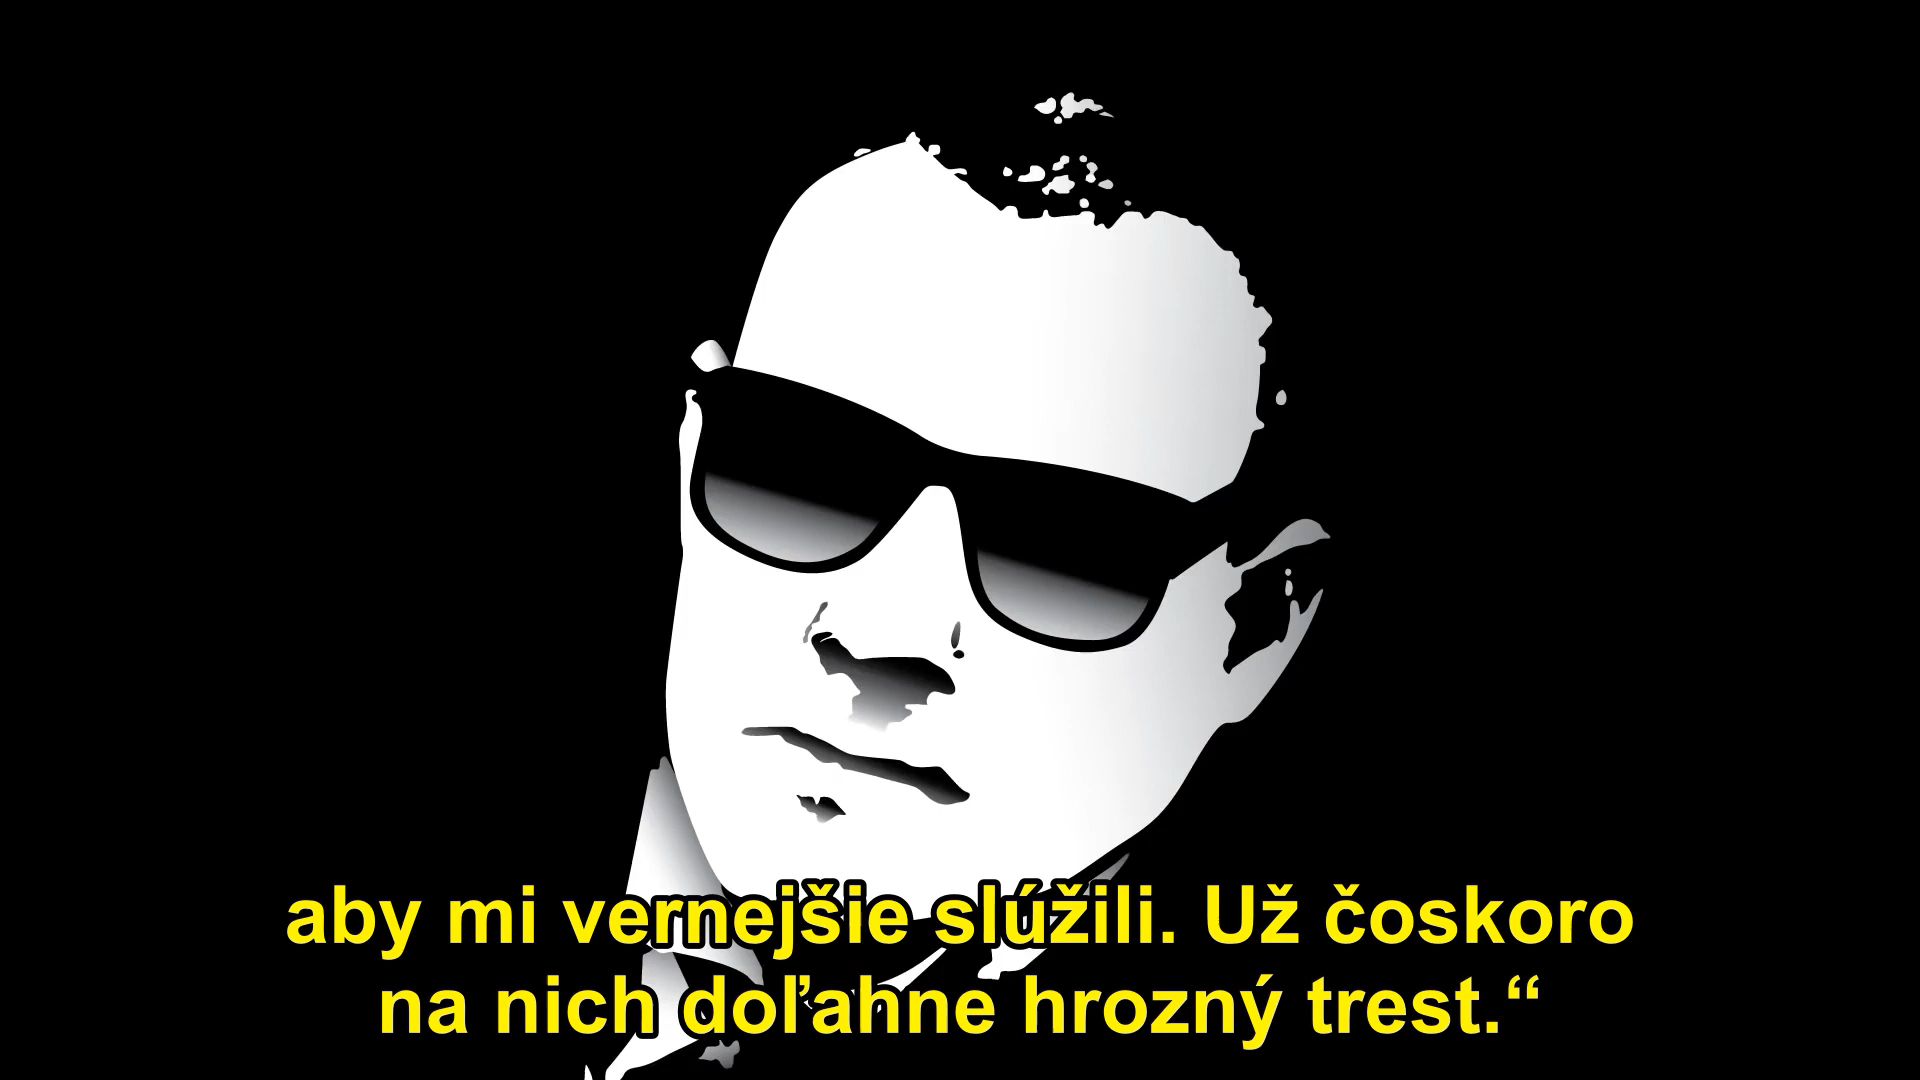 aby mi vernejšie slúžili. Už čoskoro
na nich doľahne hrozný trest.“